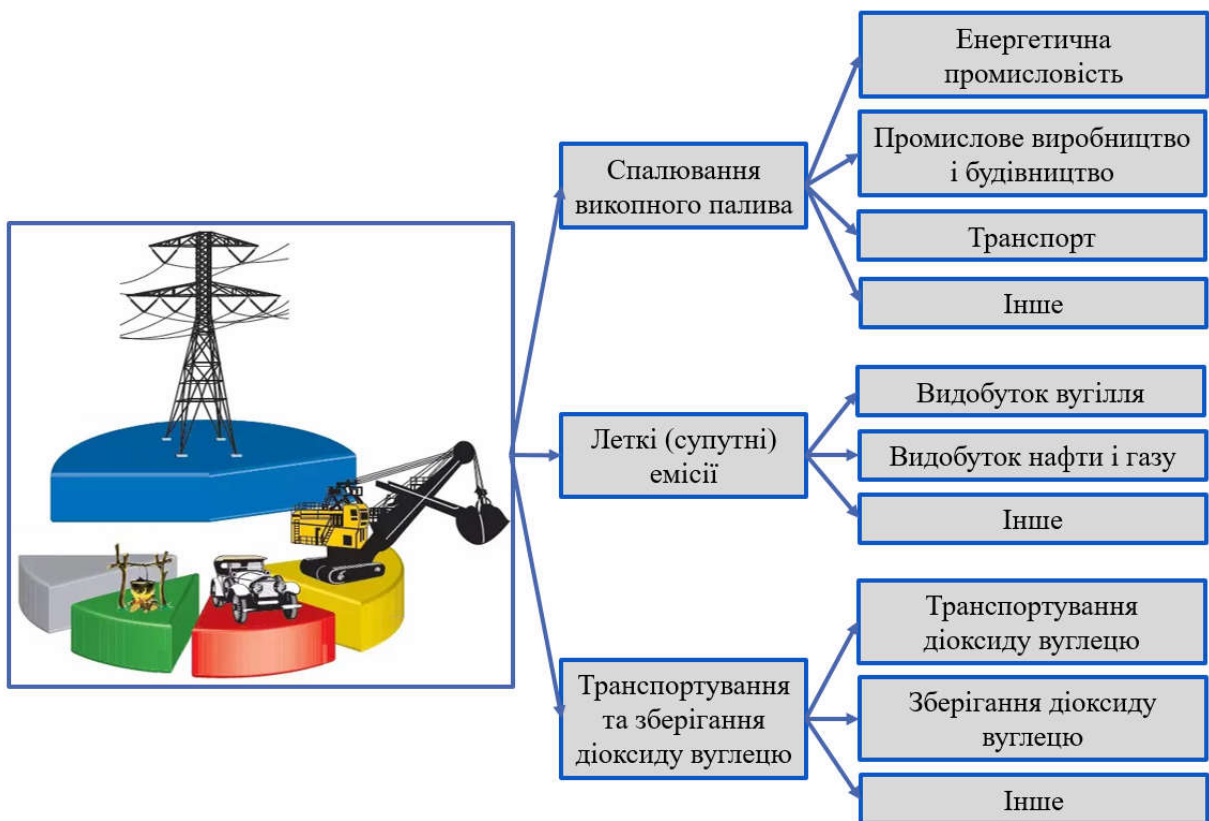 Енергетична
промисловість
Промислове виробництво
і будівництво
Спалювання
викопного палива
Транспорт
Інше
Видобуток вугілля
Леткі (супутні)
емісії
Видобуток нафти і газу
Інше
Транспортування
діоксиду вуглецю
Транспортування
та зберігання
діоксиду вуглецю
Зберігання діоксиду
вуглецю
Інше